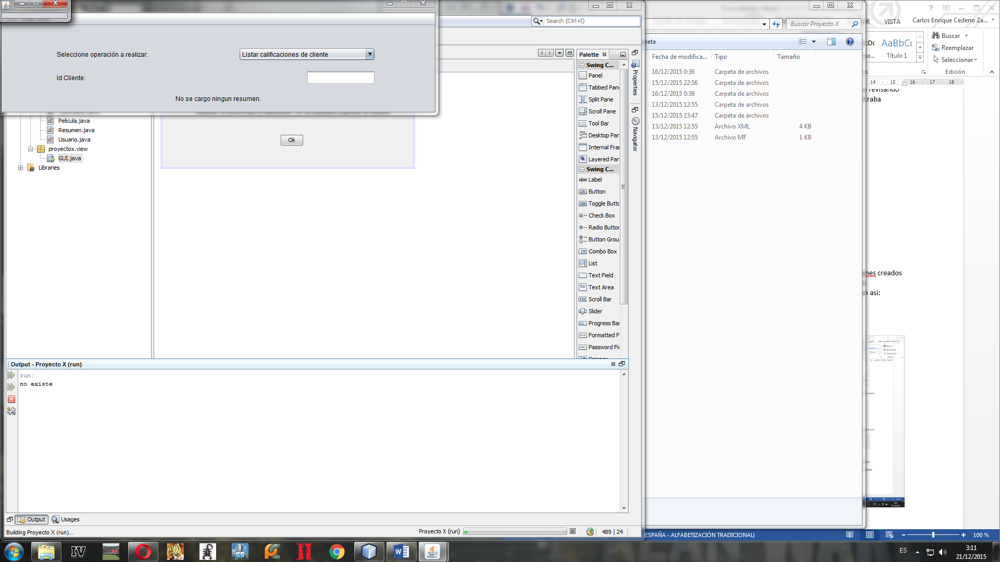 Seleccione operación a realizar:
Listar calificaciones de cliente
Id Cliente:
No se cargo ningun resumen.
Pelicula.java
Resumen.java
Usuario.java
proyectox.view
GUI.java
Libraries
Ok
Search (Ctrl+I)
Palette
Swing C...
Panel
Tabbed Pan
Split Pane
Scroll Pane
Tool Bar
Desktop Pan
Internal Fra
Layered Pan
Swing C...
label Label
OK Button
ON Toggle Butto
Check Box
Radio Button
Button Grou
Combo Box
List
Text Field
Text Area
Scroll Bar
Slider
Progress Ba
Formatted F
Password Fi
Spinner
Properties
Navigator
Output - Proyecto X (run)
run:
no existe
Output
Usages
Building Proyecto X (run)...
Proyecto X (run)
489 | 24
Buscar Proyecto X
peta
Fecha de modifica...
Tipo
Tamaño
16/12/2015 0:36 Carpeta de archivos
15/12/2015 22:56 Carpeta de archivos
16/12/2015 0:36 Carpeta de archivos
13/12/2015 12:55 Carpeta de archivos
15/12/2015 23:47 Carpeta de archivos
13/12/2015 12:55 Archivo XML 4 KB
13/12/2015 12:55 Archivo MF 1 KB
R
VISTA
Carlos Enrique Cedeno Za...
AaBbCc
Título 1
Buscar
Reemplazar
Seleccionar
Edición
14 15 16 17 18
revisando
traba
nes creados
n asi:
ESPAÑA - ALFABETIZACIÓN TRADICIONAL)
100 %
IV
ES
3:11
21/12/2015